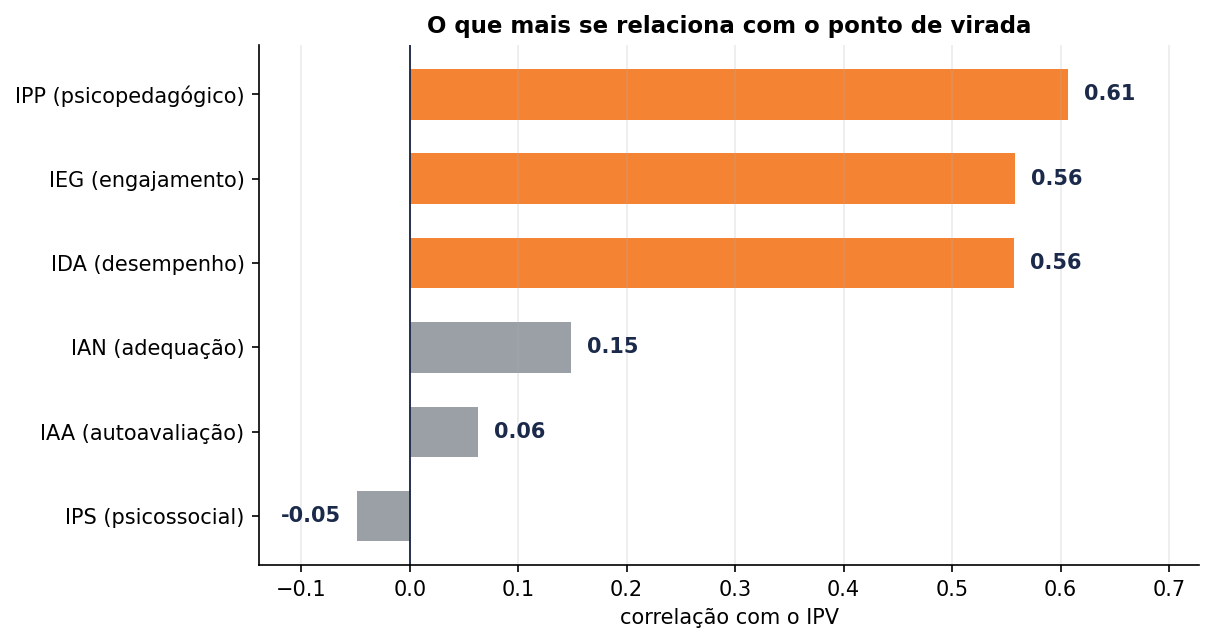 O que mais se relaciona com o ponto de virada
IPP (psicopedagógico)
0.61
IEG (engajamento)
0.56
IDA (desempenho)
0.56
IAN (adequação)
0.15
IAA (autoavaliação)
0.06
IPS (psicossocial)
-0.05
−0.1 0.0 0.1 0.2 0.3 0.4 0.5 0.6 0.7
correlação com o IPV